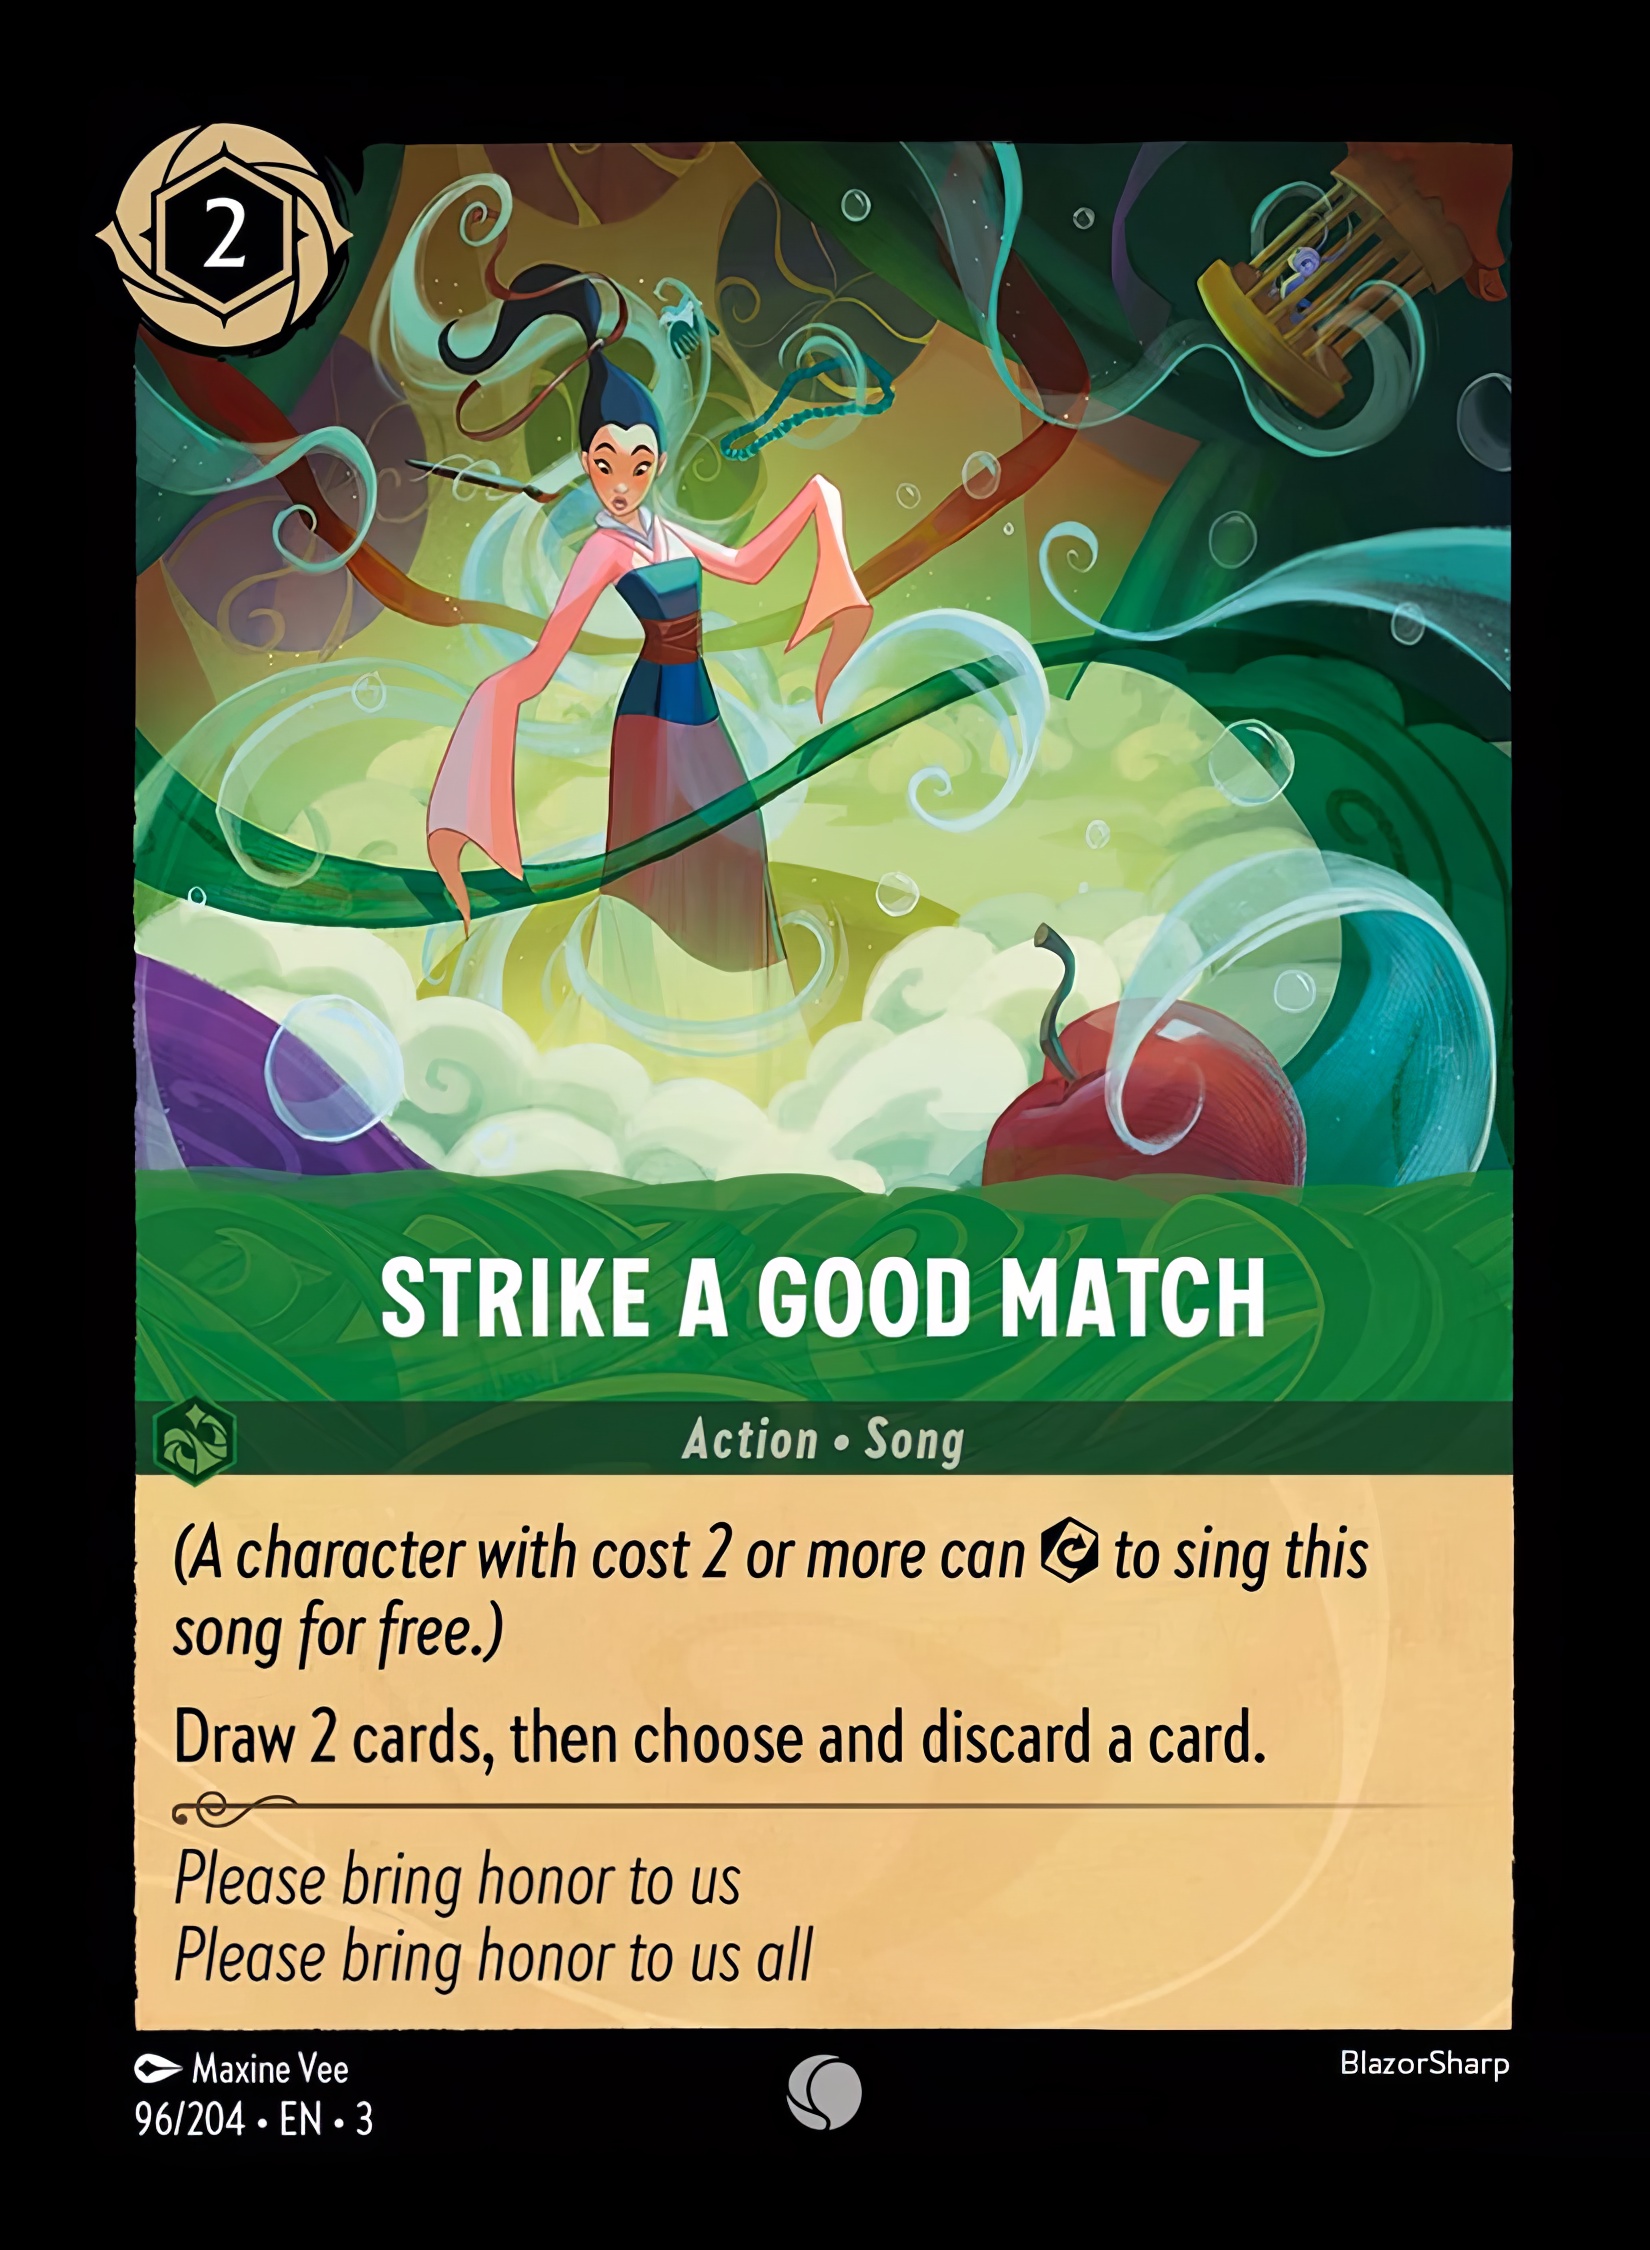 2
STRIKE A GOOD MATCH
Action • Song
(A character with cost 2 or more can to sing this
song for free.)
Draw 2 cards, then choose and discard a card.
Please bring honor to us
Please bring honor to us all
Maxine Vee
BlazorSharp
96/204 • EN • 3